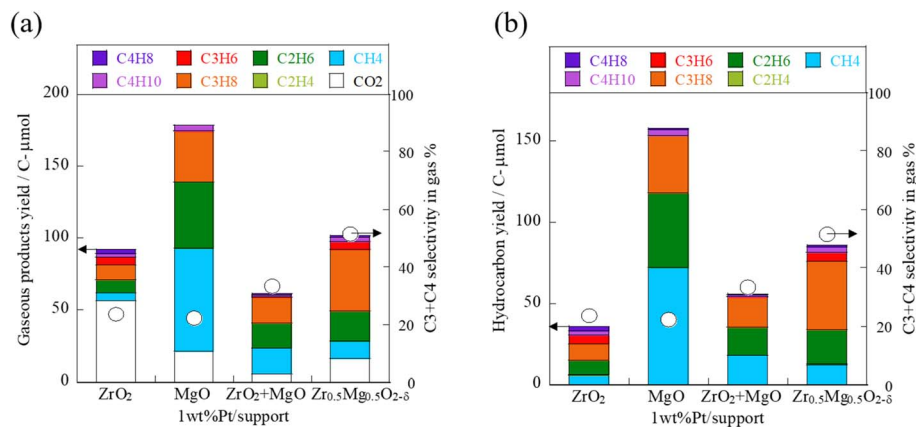 (a)
C4H8 C3H6 C2H6 CH4
C4H10 C3H8 C2H4 CO2
200
150
100
50
0
Gaseous products yield / C- μmol
100
80
60
40
20
0
C3+C4 selectivity in gas %
ZrO2 MgO ZrO2+MgO Zr0.5Mg0.5O2-δ
1wt%Pt/support
(b)
C4H8 C3H6 C2H6 CH4
C4H10 C3H8 C2H4
150
100
50
0
Hydrocarbon yield / C- μmol
100
80
60
40
20
0
C3+C4 selectivity in gas %
ZrO2 MgO ZrO2+MgO Zr0.5Mg0.5O2-δ
1wt%Pt/support